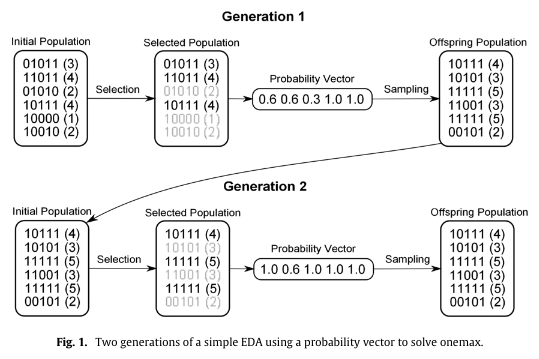 Generation 1
Initial Population
Selected Population
Offspring Population
01011 (3)
11011 (4)
01010 (2)
10111 (4)
10000 (1)
10010 (2)
Selection
01011 (3)
11011 (4)
01010 (2)
10111 (4)
10000 (1)
10010 (2)
Probability Vector
0.6 0.6 0.3 1.0 1.0
Sampling
10111 (4)
10101 (3)
11111 (5)
11001 (3)
11111 (5)
00101 (2)
Generation 2
Initial Population
Selected Population
Offspring Population
10111 (4)
10101 (3)
11111 (5)
11001 (3)
11111 (5)
00101 (2)
Selection
10111 (4)
10101 (3)
11111 (5)
11001 (3)
11111 (5)
00101 (2)
Probability Vector
1.0 0.6 1.0 1.0 1.0
Sampling
10111 (4)
10101 (3)
11111 (5)
11001 (3)
11111 (5)
00101 (2)
Fig. 1. Two generations of a simple EDA using a probability vector to solve onemax.